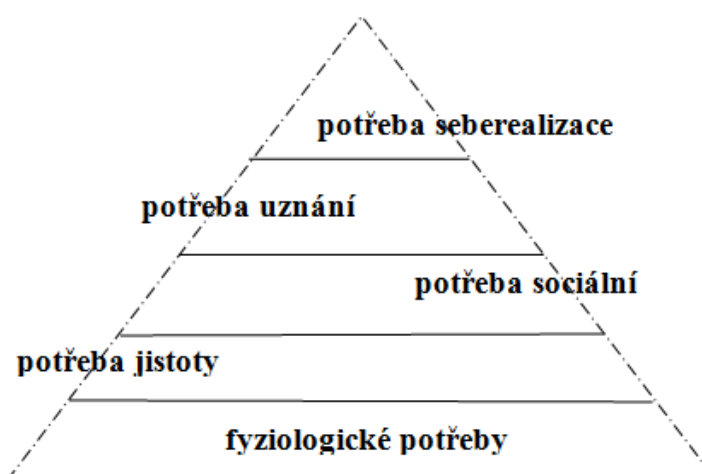 potřeba seberealizace
potřeba uznání
potřeba sociální
potřeba jistoty
fyziologické potřeby